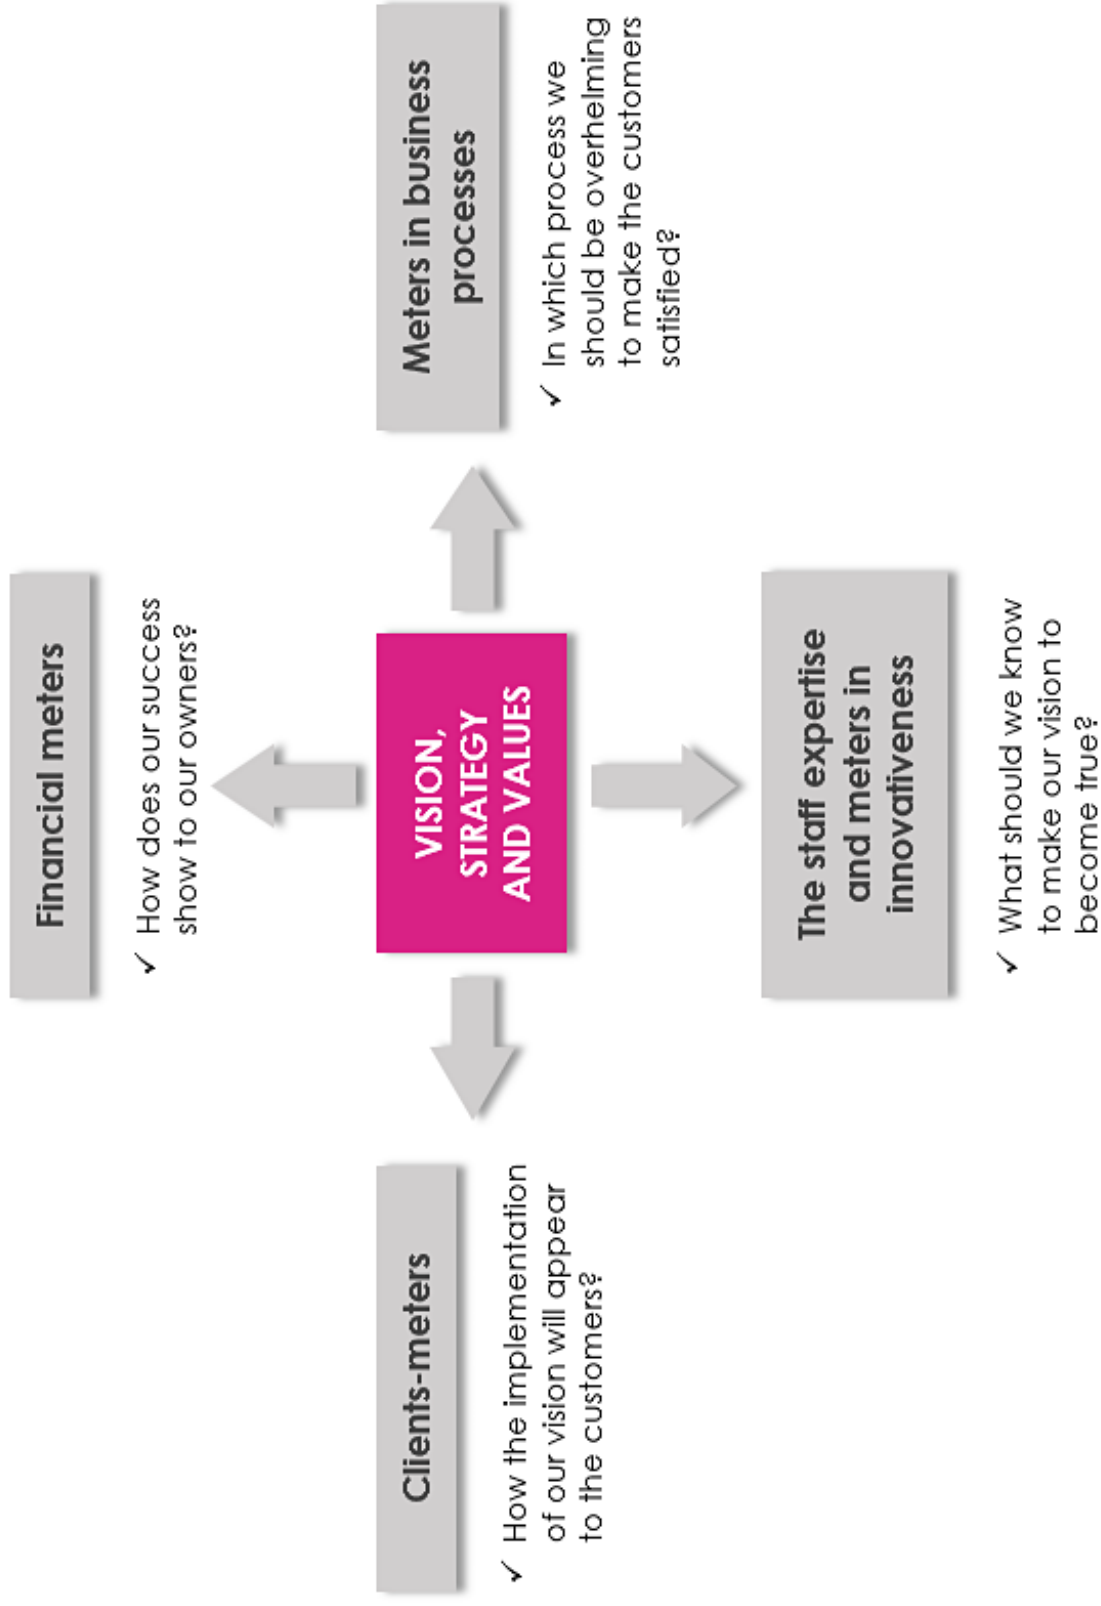 Financial meters
✓ How does our success
show to our owners?
Clients-meters
✓ How the implementation
of our vision will appear
to the customers?
VISION,
STRATEGY
AND VALUES
Meters in business
processes
✓ In which process we
should be overhelming
to make the customers
satisfied?
The staff expertise
and meters in
innovativeness
✓ What should we know
to make our vision to
become true?